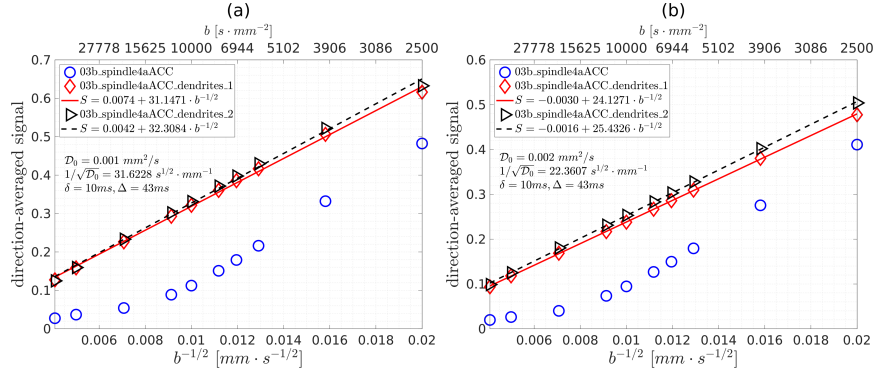 (a)
b [s · mm⁻²]
27778 15625 10000 6944 5102 3906 3086 2500
0.7
0.6
0.5
0.4
0.3
0.2
0.1
0
direction-averaged signal
03b_spindle4aACC
03b_spindle4aACC_dendrites_1
S = 0.0074 + 31.1471 · b⁻¹/²
03b_spindle4aACC_dendrites_2
S = 0.0042 + 32.3084 · b⁻¹/²
𝒟₀ = 0.001 mm²/s
1/√𝒟₀ = 31.6228 s¹/² · mm⁻¹
δ = 10ms, Δ = 43ms
0.006 0.008 0.01 0.012 0.014 0.016 0.018 0.02
b⁻¹/² [mm · s⁻¹/²]
(b)
b [s · mm⁻²]
27778 15625 10000 6944 5102 3906 3086 2500
0.6
0.5
0.4
0.3
0.2
0.1
0
direction-averaged signal
03b_spindle4aACC
03b_spindle4aACC_dendrites_1
S = −0.0030 + 24.1271 · b⁻¹/²
03b_spindle4aACC_dendrites_2
S = −0.0016 + 25.4326 · b⁻¹/²
𝒟₀ = 0.002 mm²/s
1/√𝒟₀ = 22.3607 s¹/² · mm⁻¹
δ = 10ms, Δ = 43ms
0.006 0.008 0.01 0.012 0.014 0.016 0.018 0.02
b⁻¹/² [mm · s⁻¹/²]